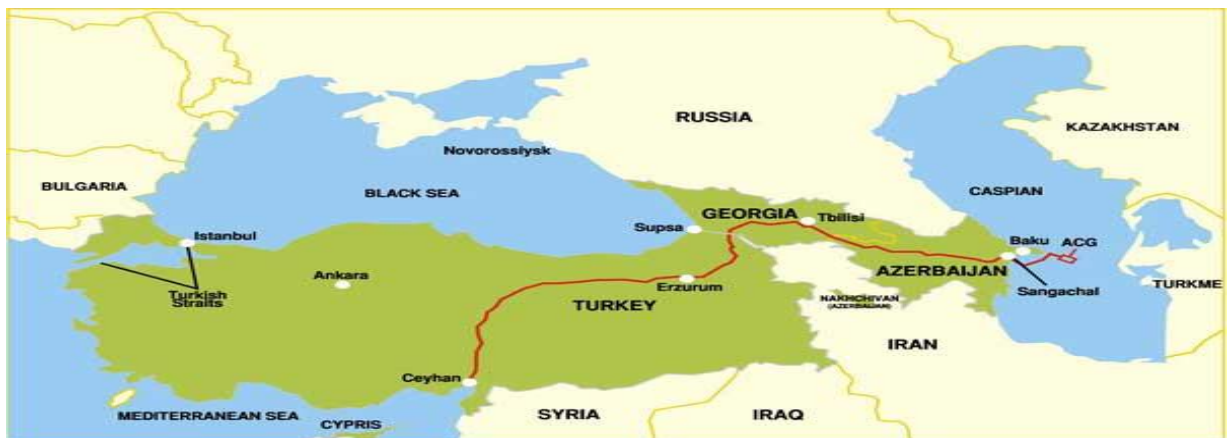 RUSSIA
KAZAKHSTAN
Novorossiysk
BULGARIA
BLACK SEA
CASPIAN
GEORGIA
Tbilisi
Supsa
Istanbul
Baku
ACG
Ankara
AZERBAIJAN
Turkish
Straits
Erzurum
Sangachal
TURKME
TURKEY
NAKHCHIVAN
(AZERBAIJAN)
IRAN
Ceyhan
MEDITERRANEAN SEA
SYRIA
IRAQ
CYPRIS